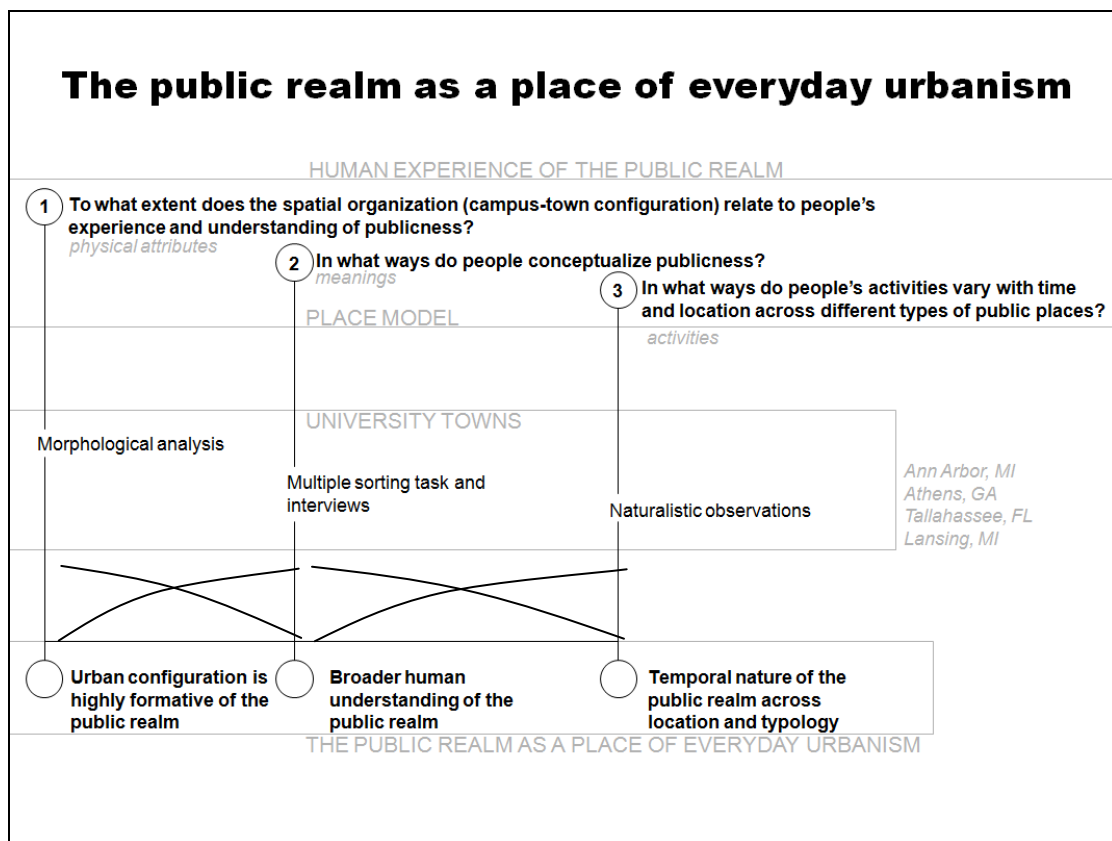 The public realm as a place of everyday urbanism
HUMAN EXPERIENCE OF THE PUBLIC REALM
1
To what extent does the spatial organization (campus-town configuration) relate to people's
experience and understanding of publicness?
physical attributes
2
In what ways do people conceptualize publicness?
meanings
3
In what ways do people's activities vary with time
and location across different types of public places?
PLACE MODEL
activities
UNIVERSITY TOWNS
Morphological analysis
Multiple sorting task and
interviews
Naturalistic observations
Ann Arbor, MI
Athens, GA
Tallahassee, FL
Lansing, MI
Urban configuration is
highly formative of the
public realm
Broader human
understanding of the
public realm
Temporal nature of the
public realm across
location and typology
THE PUBLIC REALM AS A PLACE OF EVERYDAY URBANISM